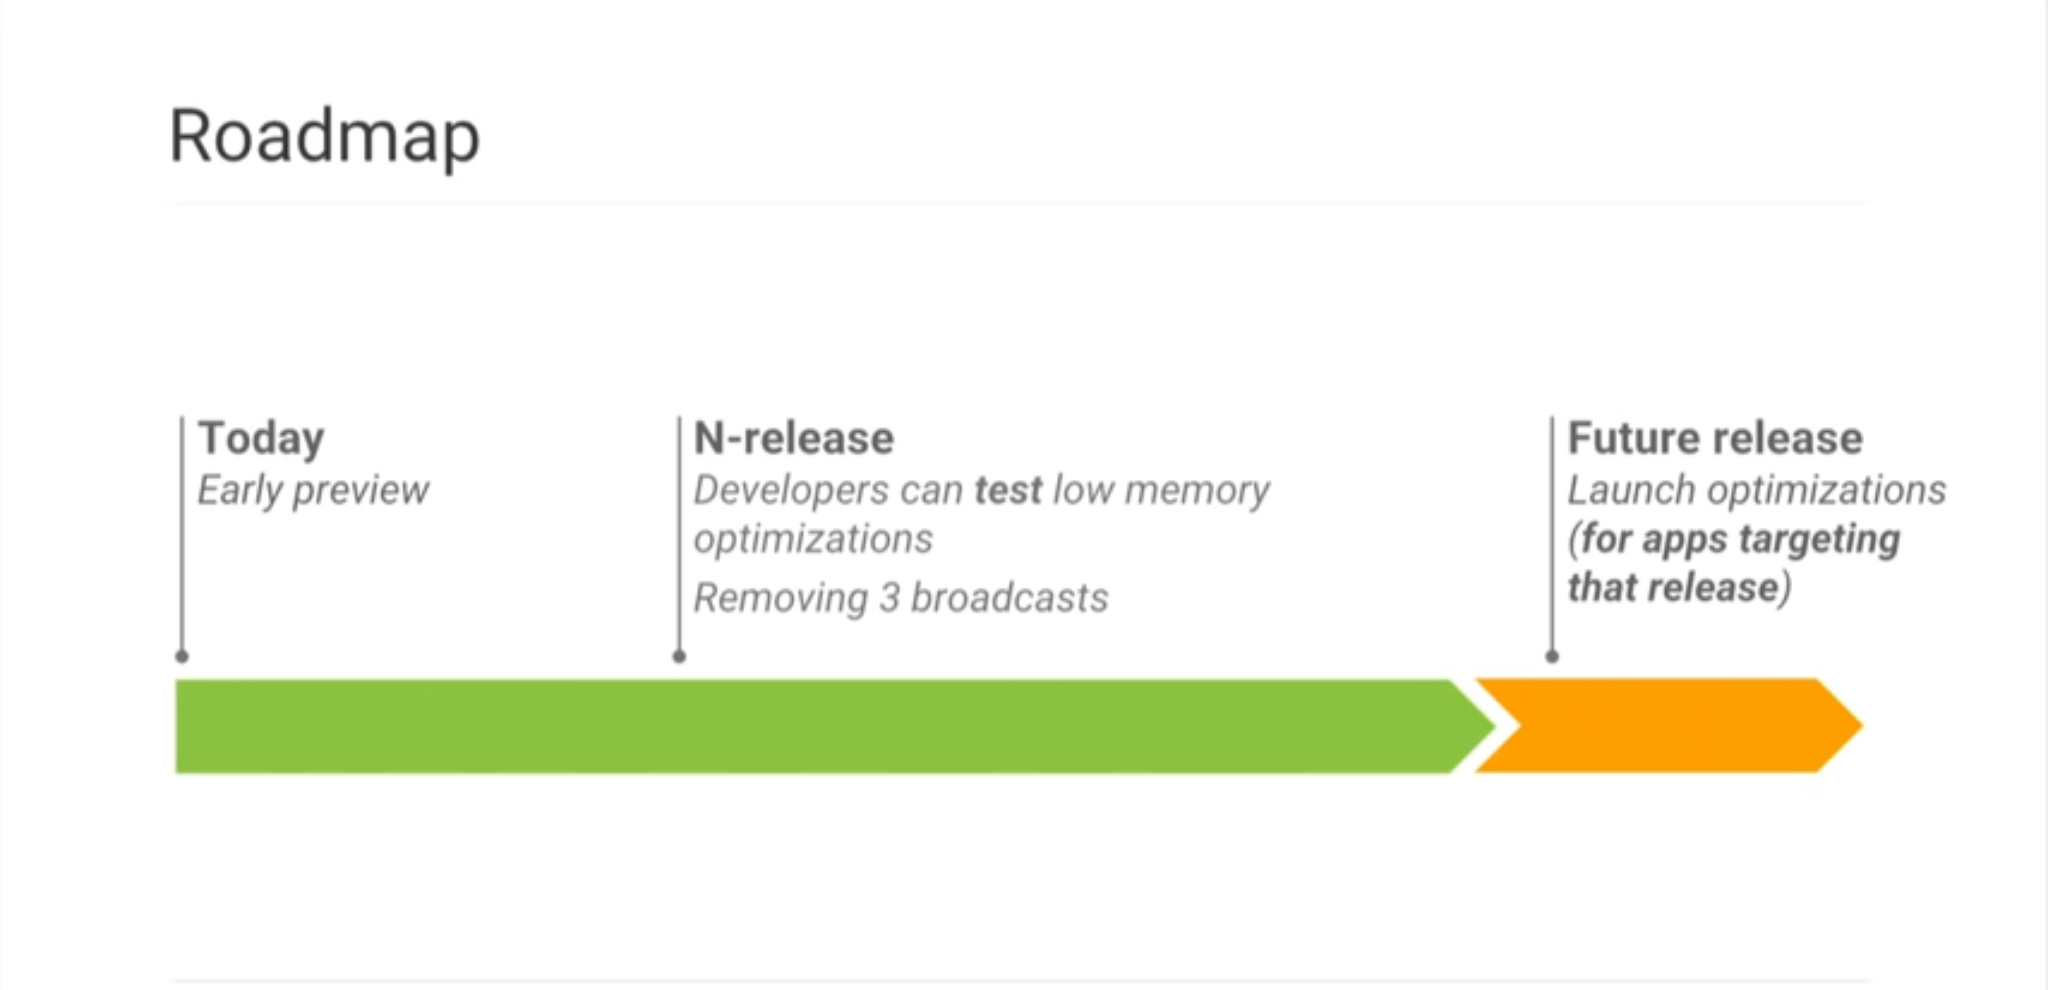 Roadmap
Today
Early preview
N-release
Developers can test low memory
optimizations
Removing 3 broadcasts
Future release
Launch optimizations
(for apps targeting
that release)